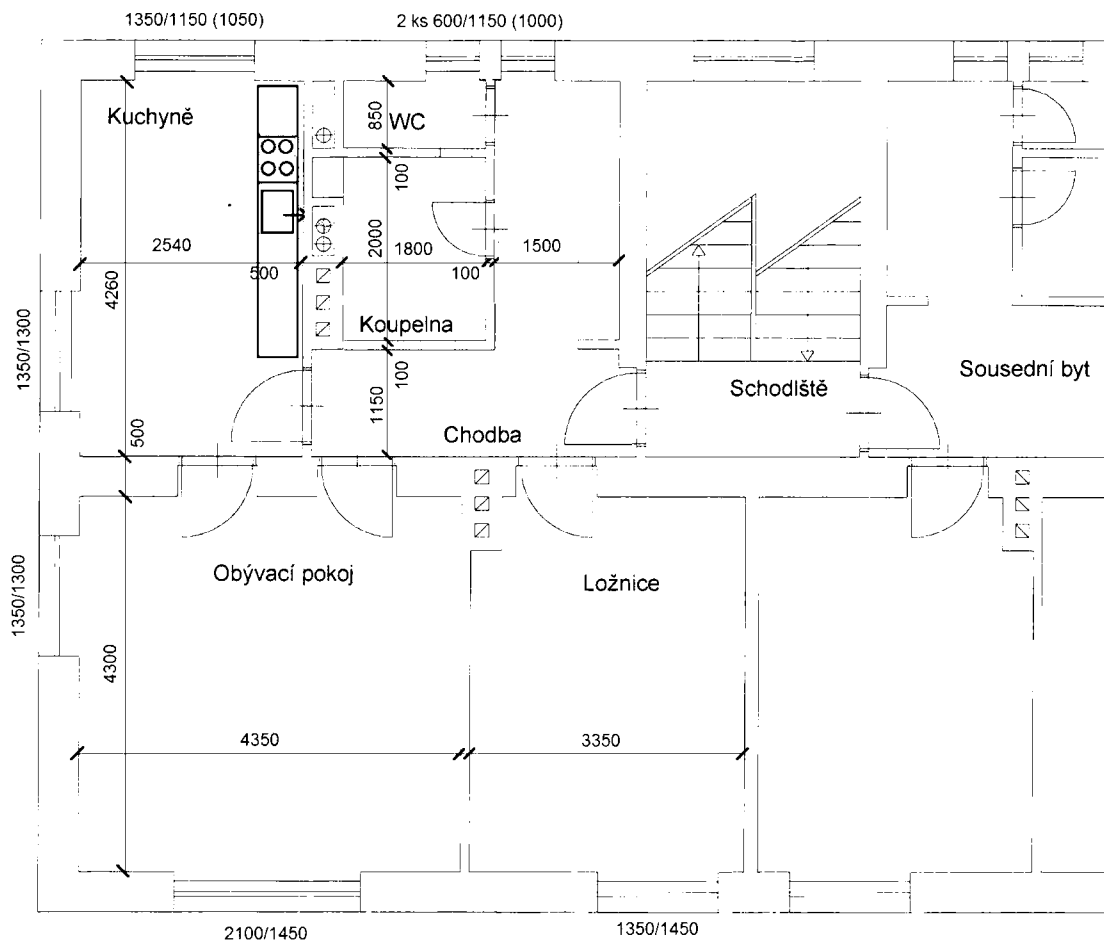 1350/1150 (1050)
2 ks 600/1150 (1000)
Kuchyně
850
WC
100
2000
2540
500
1800
100
1500
4260
1350/1300
Koupelna
100
1150
Schodiště
Sousední byt
500
Chodba
Obývací pokoj
Ložnice
1350/1300
4300
4350
3350
2100/1450
1350/1450